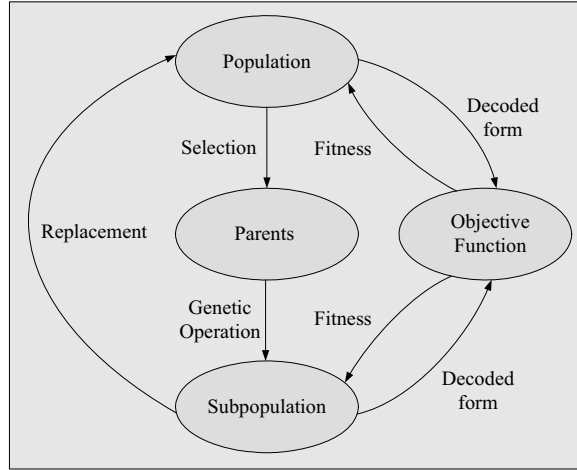 Population
Decoded
form
Selection
Fitness
Replacement
Parents
Objective
Function
Genetic
Operation
Fitness
Decoded
form
Subpopulation